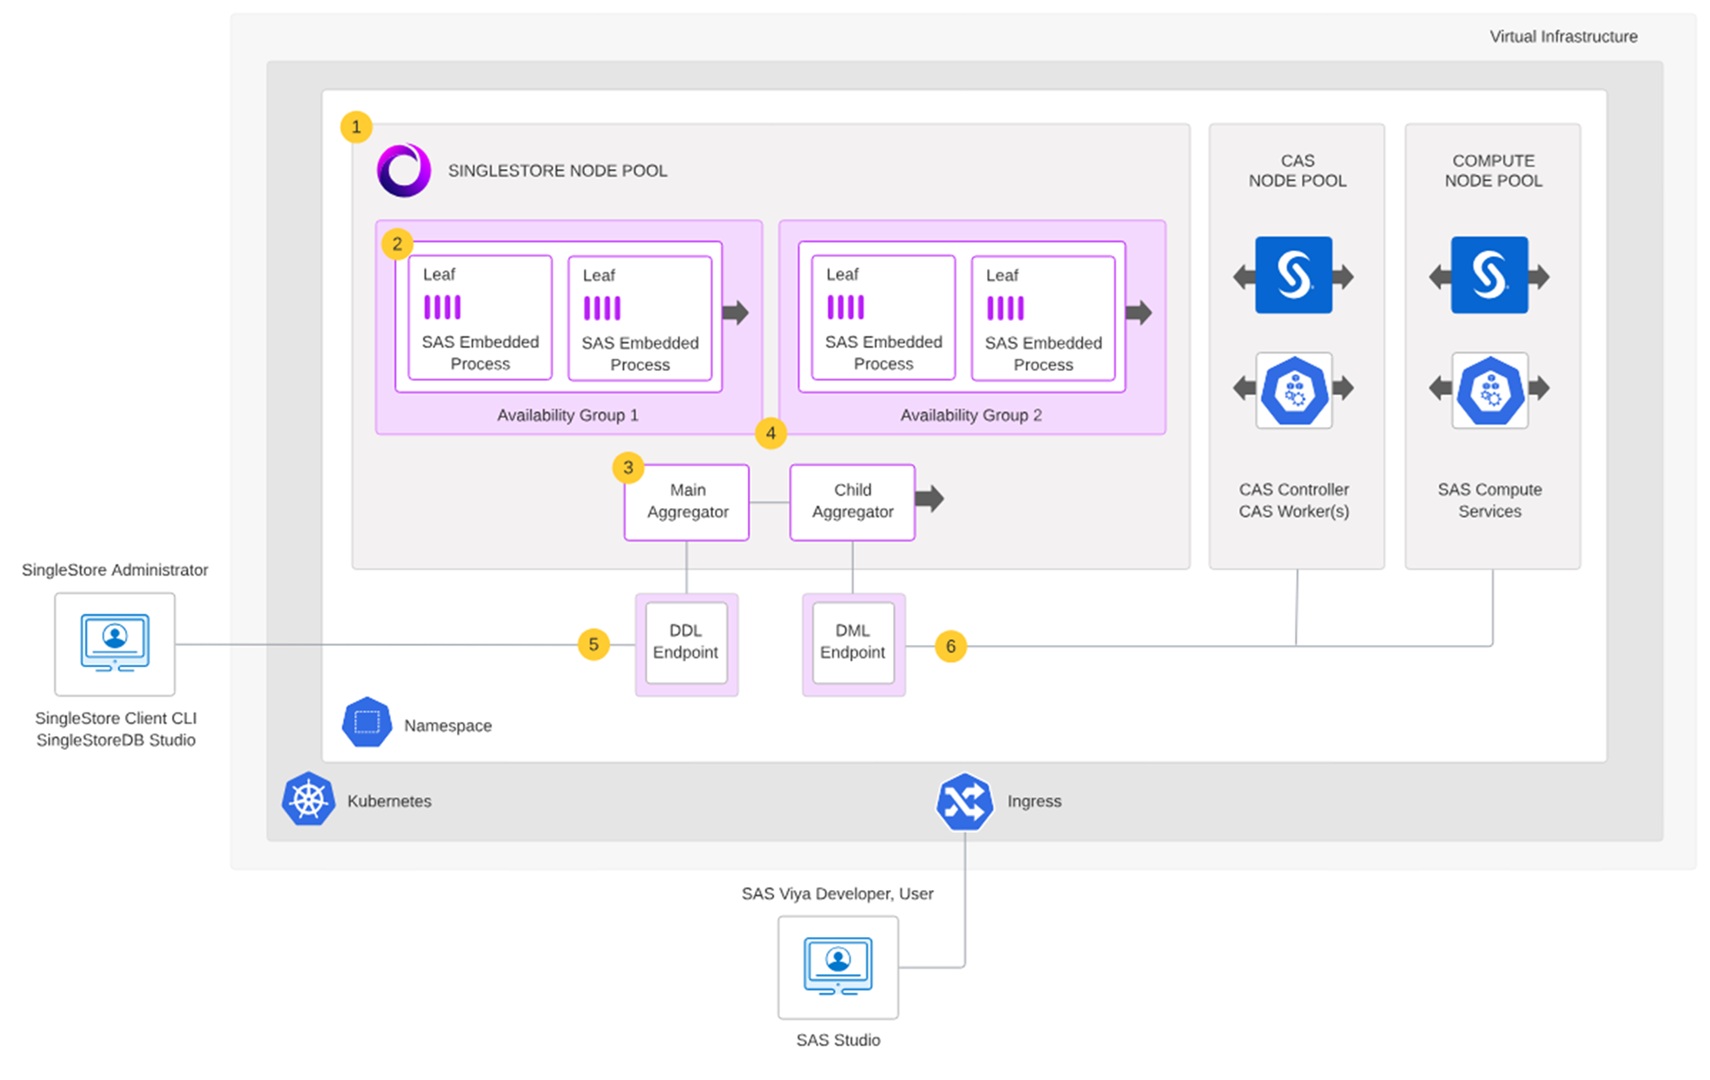 Virtual Infrastructure
1
SINGLESTORE NODE POOL
CAS
NODE POOL
COMPUTE
NODE POOL
2
Leaf
SAS Embedded
Process
Leaf
SAS Embedded
Process
Availability Group 1
Leaf
SAS Embedded
Process
Leaf
SAS Embedded
Process
Availability Group 2
4
3
Main
Aggregator
Child
Aggregator
CAS Controller
CAS Worker(s)
SAS Compute
Services
SingleStore Administrator
SingleStore Client CLI
SingleStoreDB Studio
5
DDL
Endpoint
DML
Endpoint
6
Namespace
Kubernetes
Ingress
SAS Viya Developer, User
SAS Studio